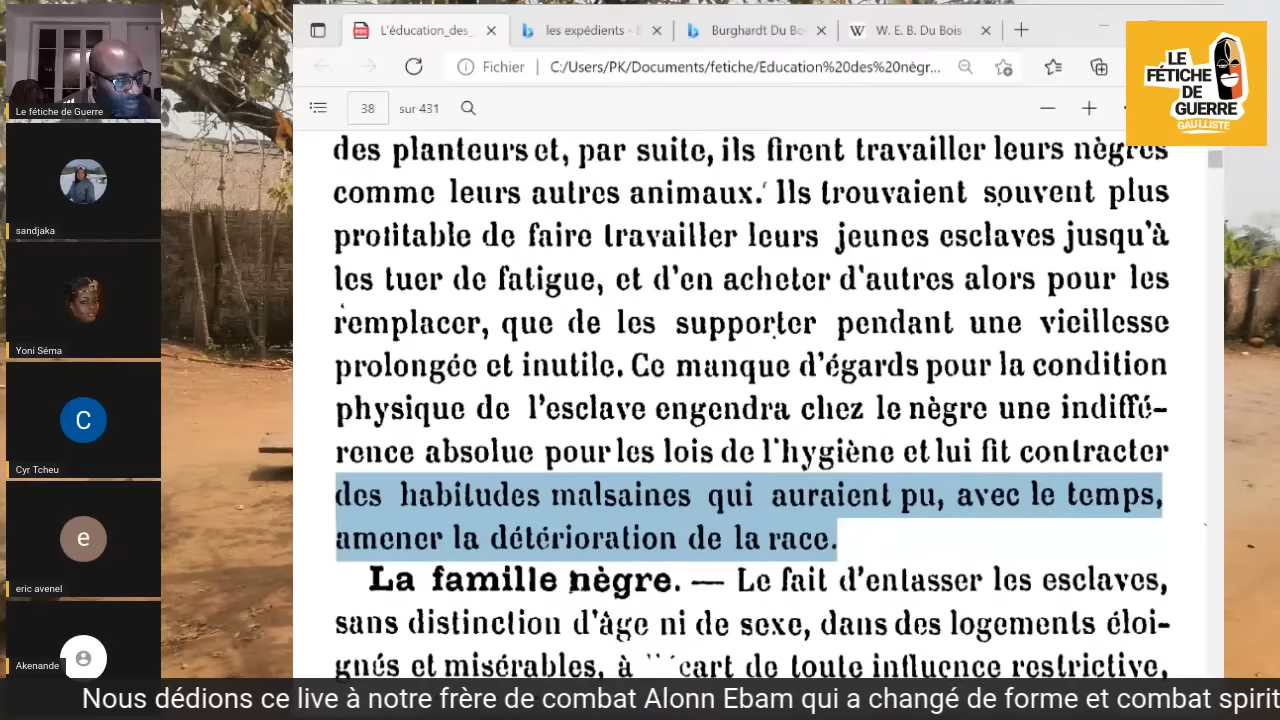 L'éducation_des_
les expédients - B
Burghardt Du Bo
W. E. B. Du Bois
Fichier
C:/Users/PK/Documents/fetiche/Education%20des%20nègr...
38 sur 431
LE
FÉTICHE
DE
GUERRE
GAULLISTE
Le fétiche de Guerre
sandjaka
Yoni Séma
C
Cyr Tcheu
e
eric avenel
Akenande
des planteurs et, par suite, ils firent travailler leurs nègres
comme leurs autres animaux. Ils trouvaient souvent plus
profitable de faire travailler leurs jeunes esclaves jusqu'à
les tuer de fatigue, et d'en acheter d'autres alors pour les
remplacer, que de les supporter pendant une vieillesse
prolongée et inutile. Ce manque d'égards pour la condition
physique de l'esclave engendra chez le nègre une indiffé-
rence absolue pour les lois de l'hygiène et lui fit contracter
des habitudes malsaines qui auraient pu, avec le temps,
amener la détérioration de la race.
La famille nègre. — Le fait d'entasser les esclaves,
sans distinction d'âge ni de sexe, dans des logements éloi-
gnés et misérables, à cart de toute influence restrictive,
Nous dédions ce live à notre frère de combat Alonn Ebam qui a changé de forme et combat spirit